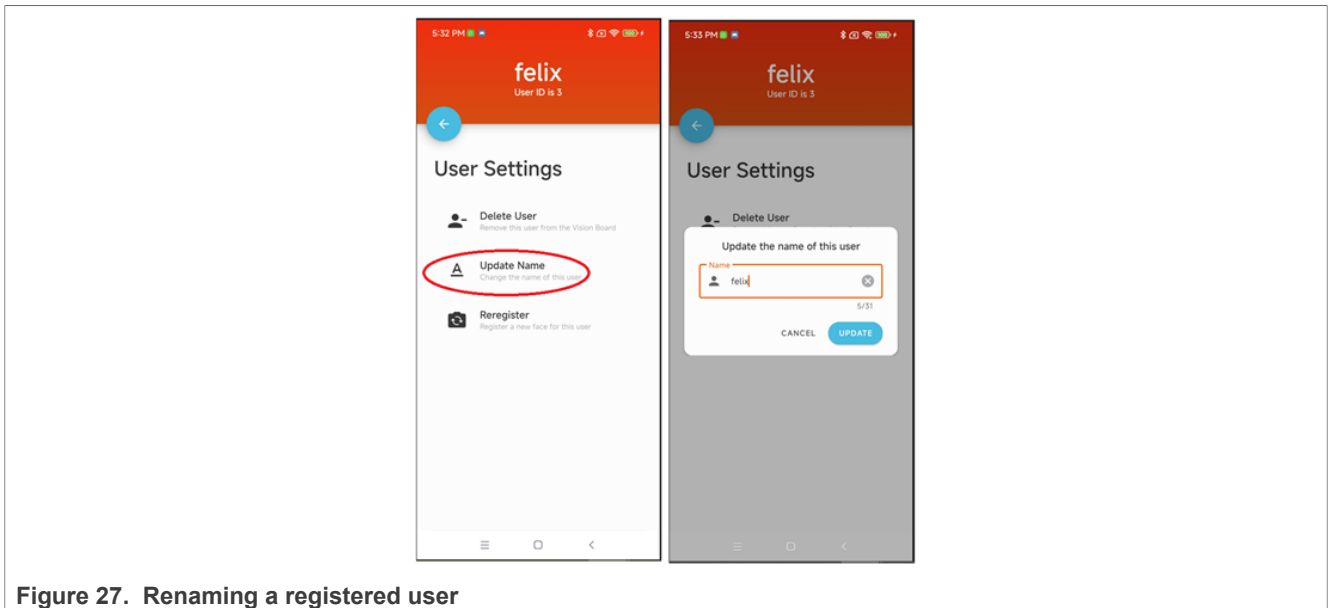 5:32 PM
felix
User ID is 3
User Settings
Delete User
Remove this user from the Vision Board
Update Name
Change the name of this user
Reregister
Register a new face for this user
5:33 PM
felix
User ID is 3
User Settings
Delete User
Update the name of this user
Name
felix
5/31
CANCEL
UPDATE
Figure 27. Renaming a registered user